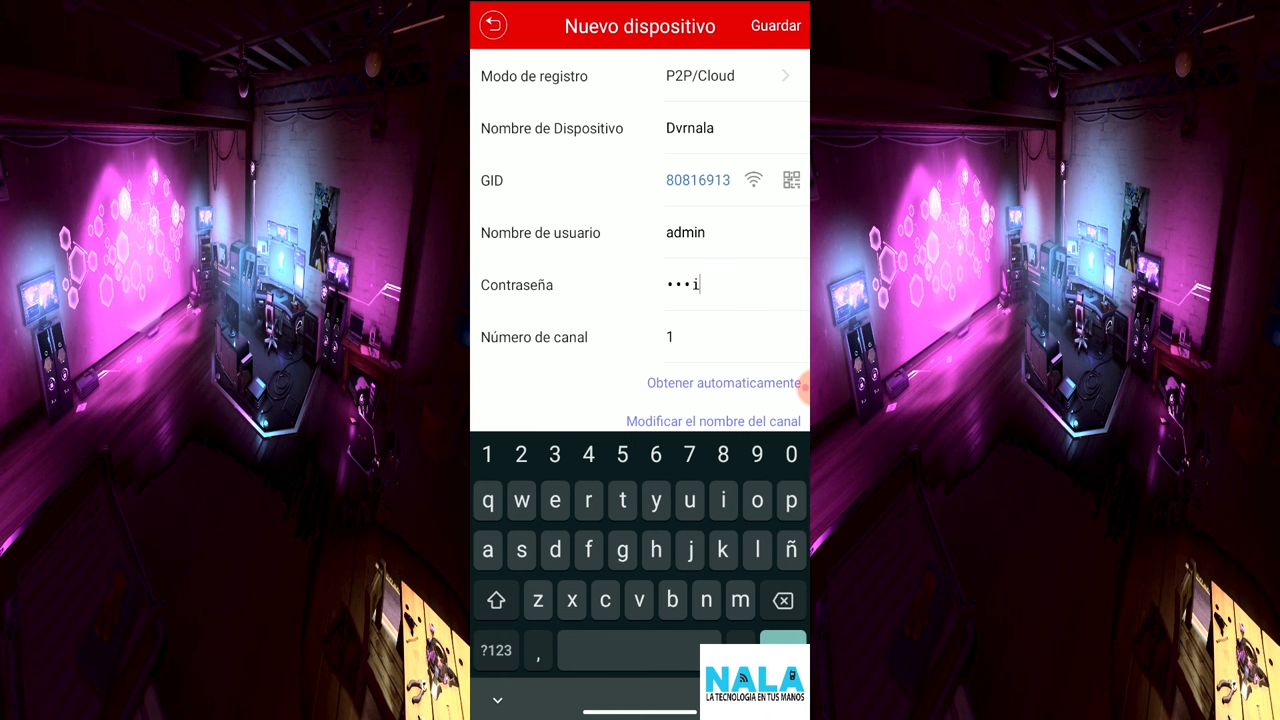 Nuevo dispositivo Guardar
Modo de registro P2P/Cloud
Nombre de Dispositivo Dvrnala
GID 80816913
Nombre de usuario admin
Contraseña •••i
Número de canal 1
Obtener automaticamente
Modificar el nombre del canal
1 2 3 4 5 6 7 8 9 0
q w e r t y u i o p
a s d f g h j k l ñ
z x c v b n m
?123 ,
NALA
LA TECNOLOGIA EN TUS MANOS